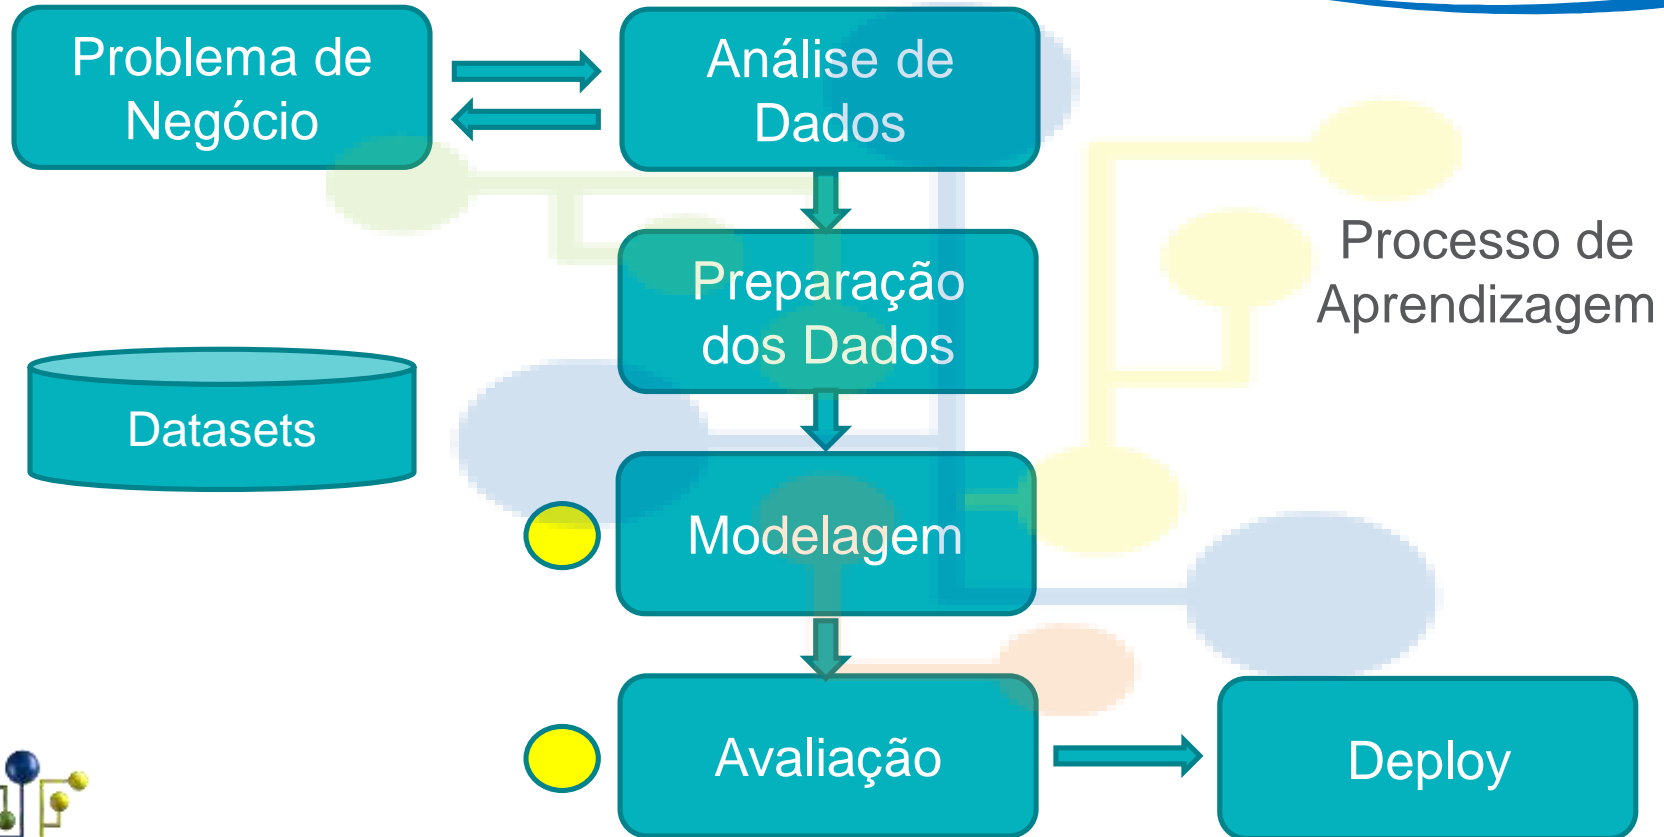 Problema de
Negócio
Análise de
Dados
Preparação
dos Dados
Processo de
Aprendizagem
Datasets
Modelagem
Avaliação
Deploy